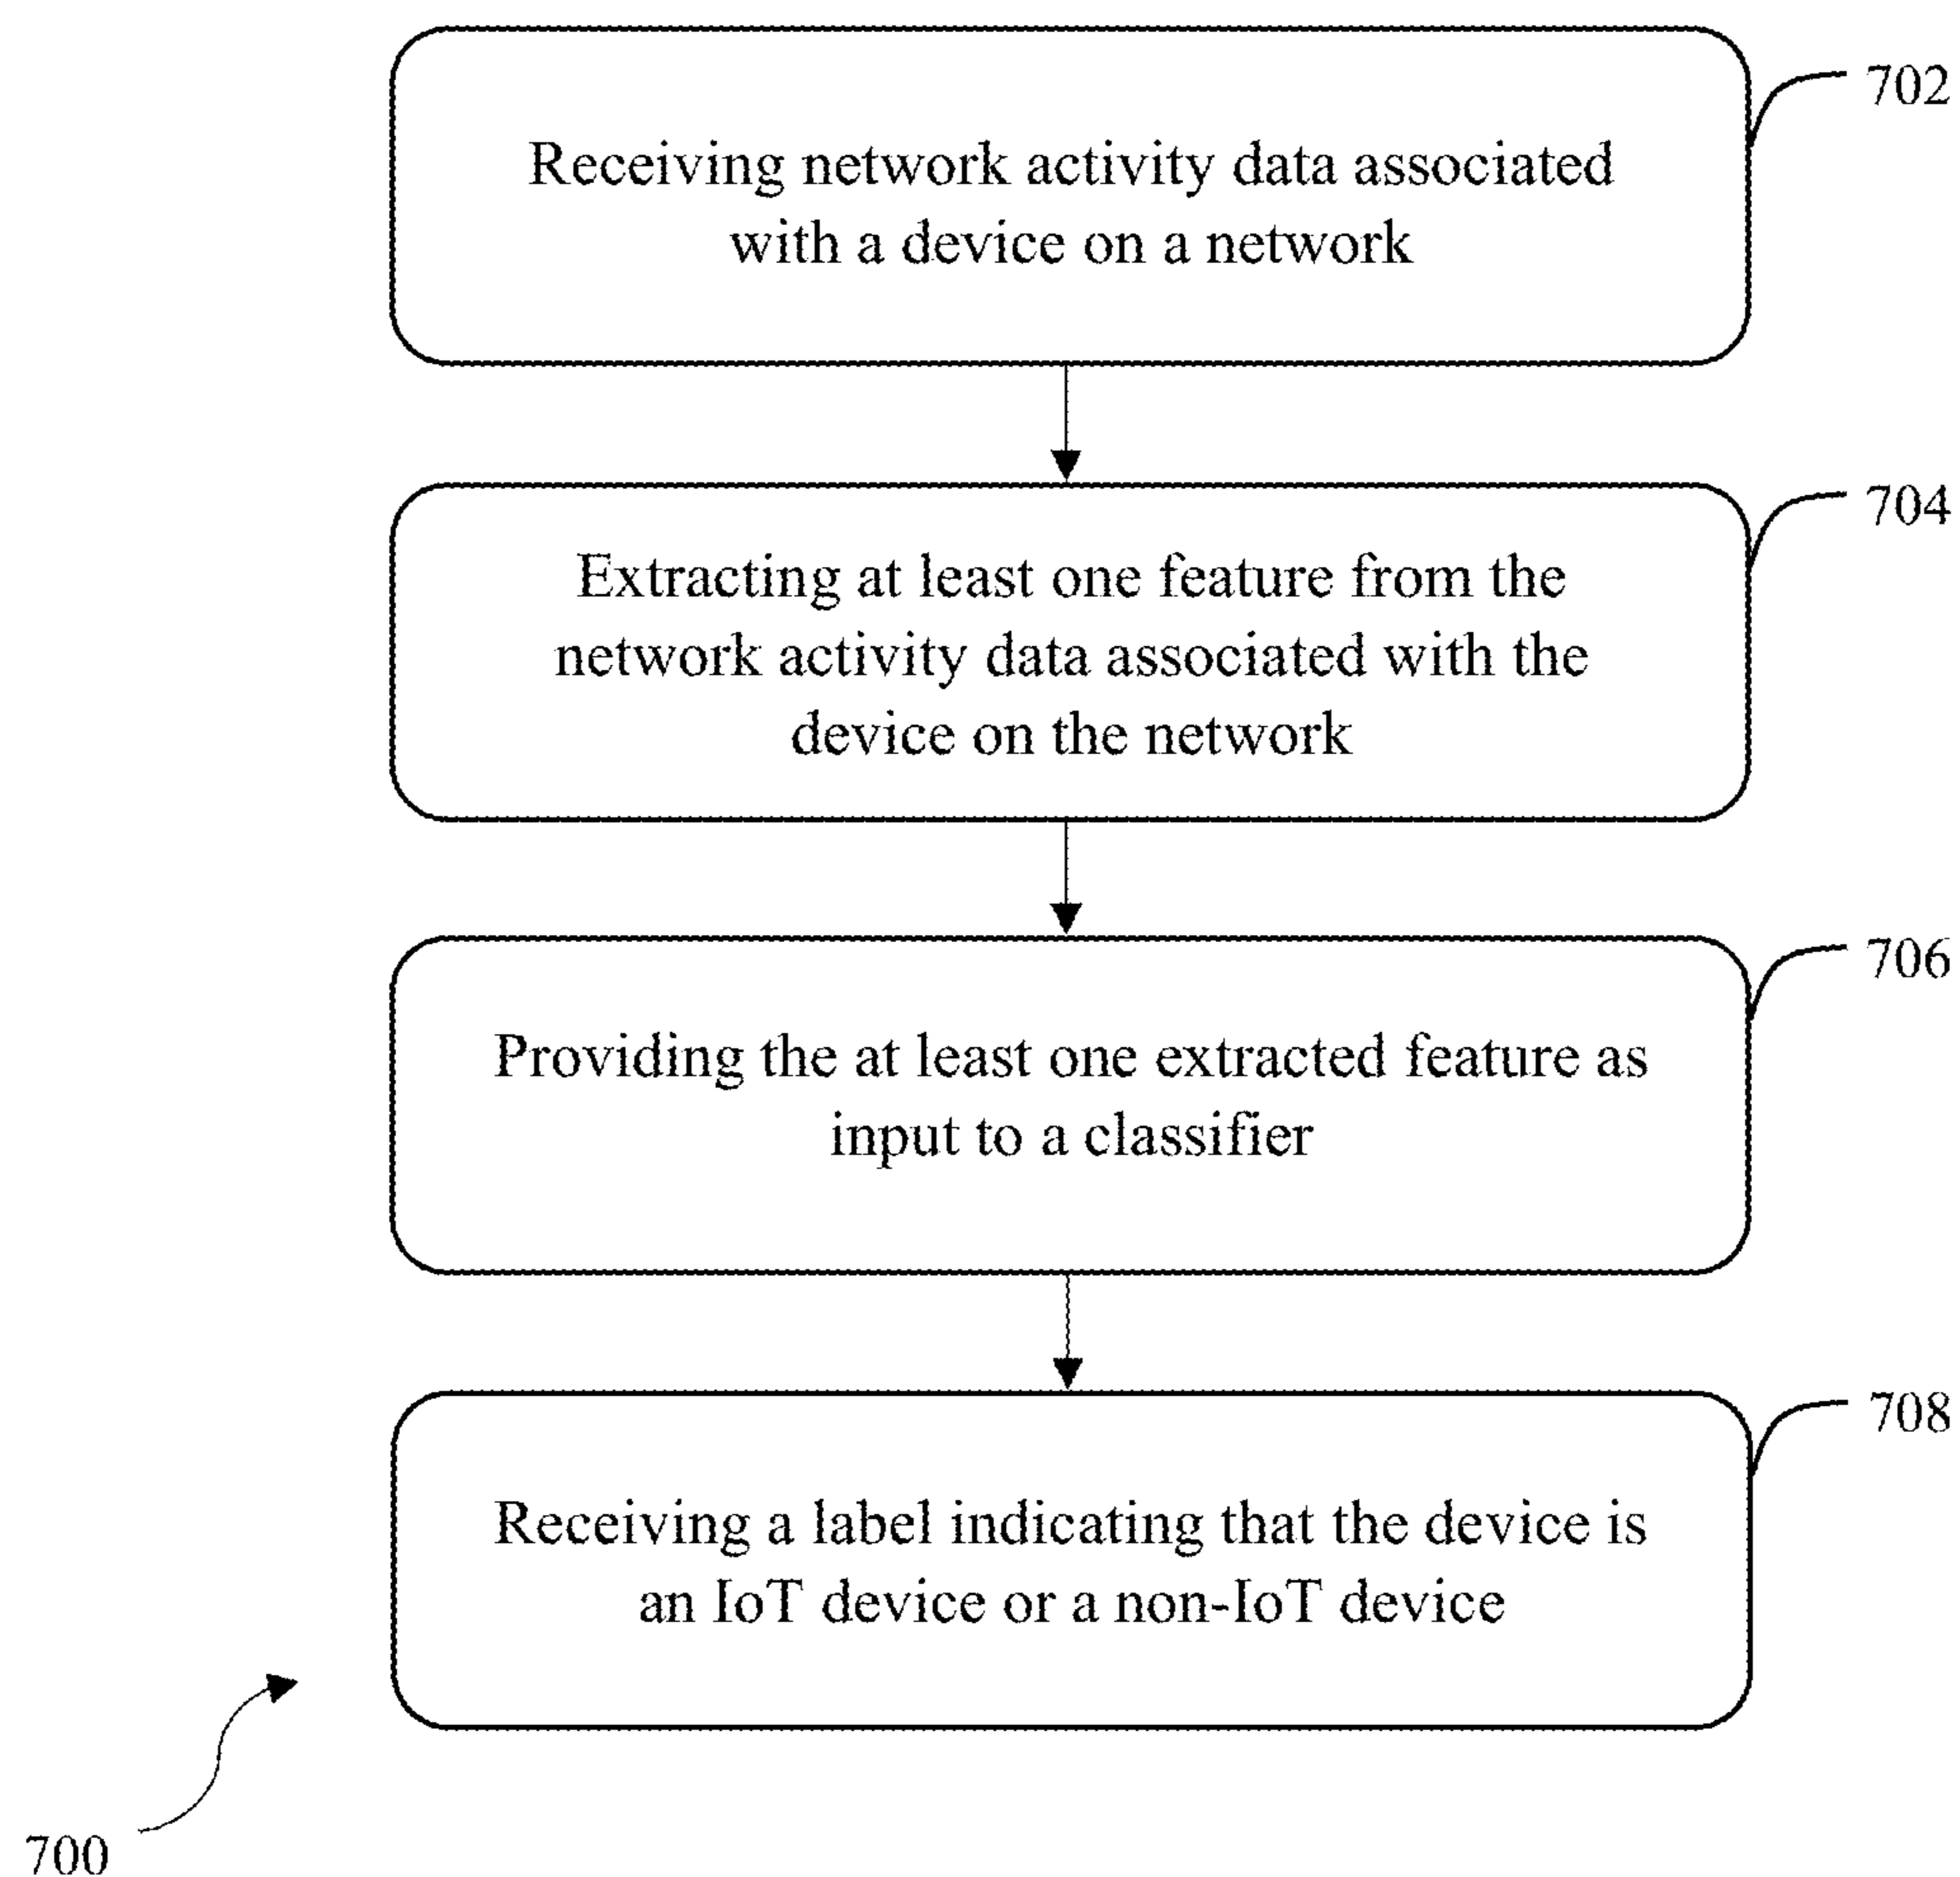 702
Receiving network activity data associated
with a device on a network
704
Extracting at least one feature from the
network activity data associated with the
device on the network
706
Providing the at least one extracted feature as
input to a classifier
708
Receiving a label indicating that the device is
an IoT device or a non-IoT device
700